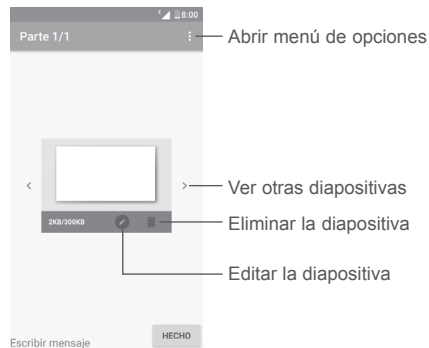 8:00
Parte 1/1
Abrir menú de opciones
Ver otras diapositivas
2KB/300KB
Eliminar la diapositiva
Editar la diapositiva
Escribir mensaje
HECHO